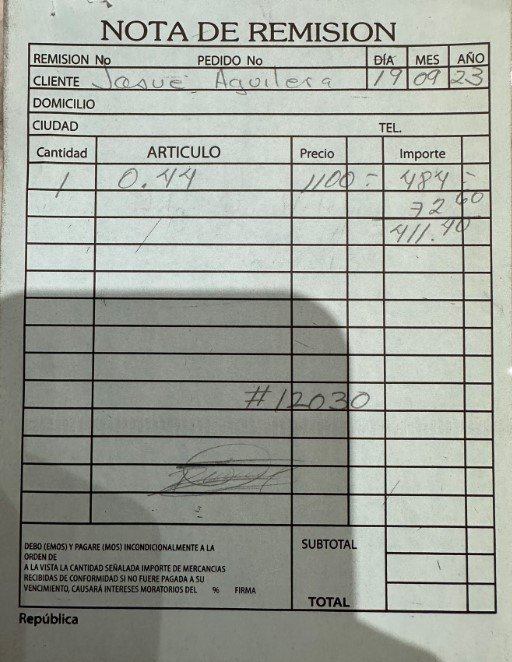 NOTA DE REMISION
REMISION No PEDIDO No DÍA MES AÑO
CLIENTE Josue Aguilera 19 09 23
DOMICILIO
CIUDAD TEL.
Cantidad ARTICULO Precio Importe
1 0.44 1100 = 484 =
72 60
411.40
#12030
DEBO (EMOS) Y PAGARE (MOS) INCONDICIONALMENTE A LA
ORDEN DE
A LA VISTA LA CANTIDAD SEÑALADA IMPORTE DE MERCANCIAS
RECIBIDAS DE CONFORMIDAD SI NO FUERE PAGADA A SU
VENCIMIENTO, CAUSARÁ INTERESES MORATORIOS DEL % FIRMA
SUBTOTAL
TOTAL
República